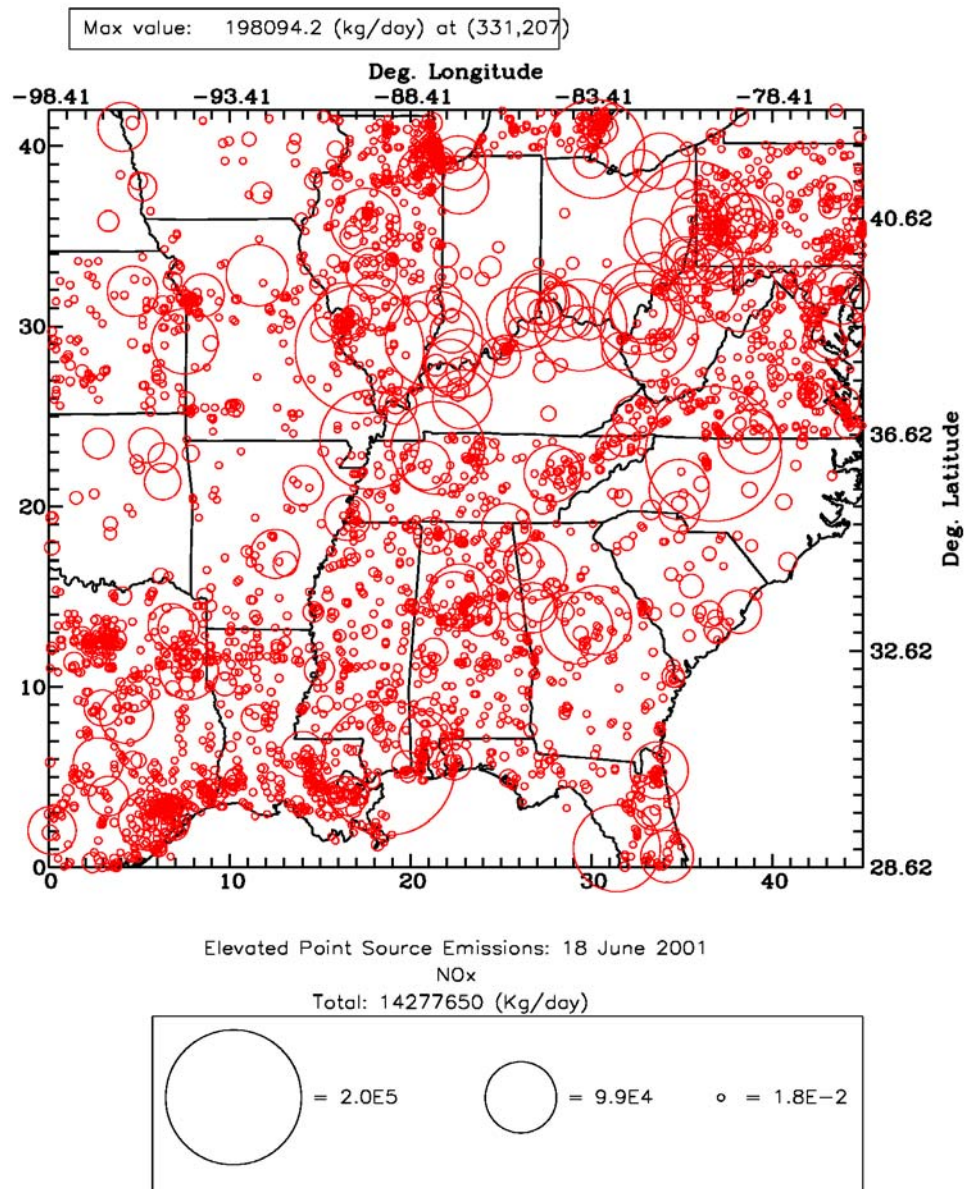 Max value: 198094.2 (kg/day) at (331,207)
Deg. Longitude
-98.41 -93.41 -88.41 -83.41 -78.41
40
40.62
30
36.62
20
Deg. Latitude
32.62
10
0
28.62
0 10 20 30 40
Elevated Point Source Emissions: 18 June 2001
NOx
Total: 14277650 (Kg/day)
= 2.0E5 = 9.9E4 = 1.8E-2